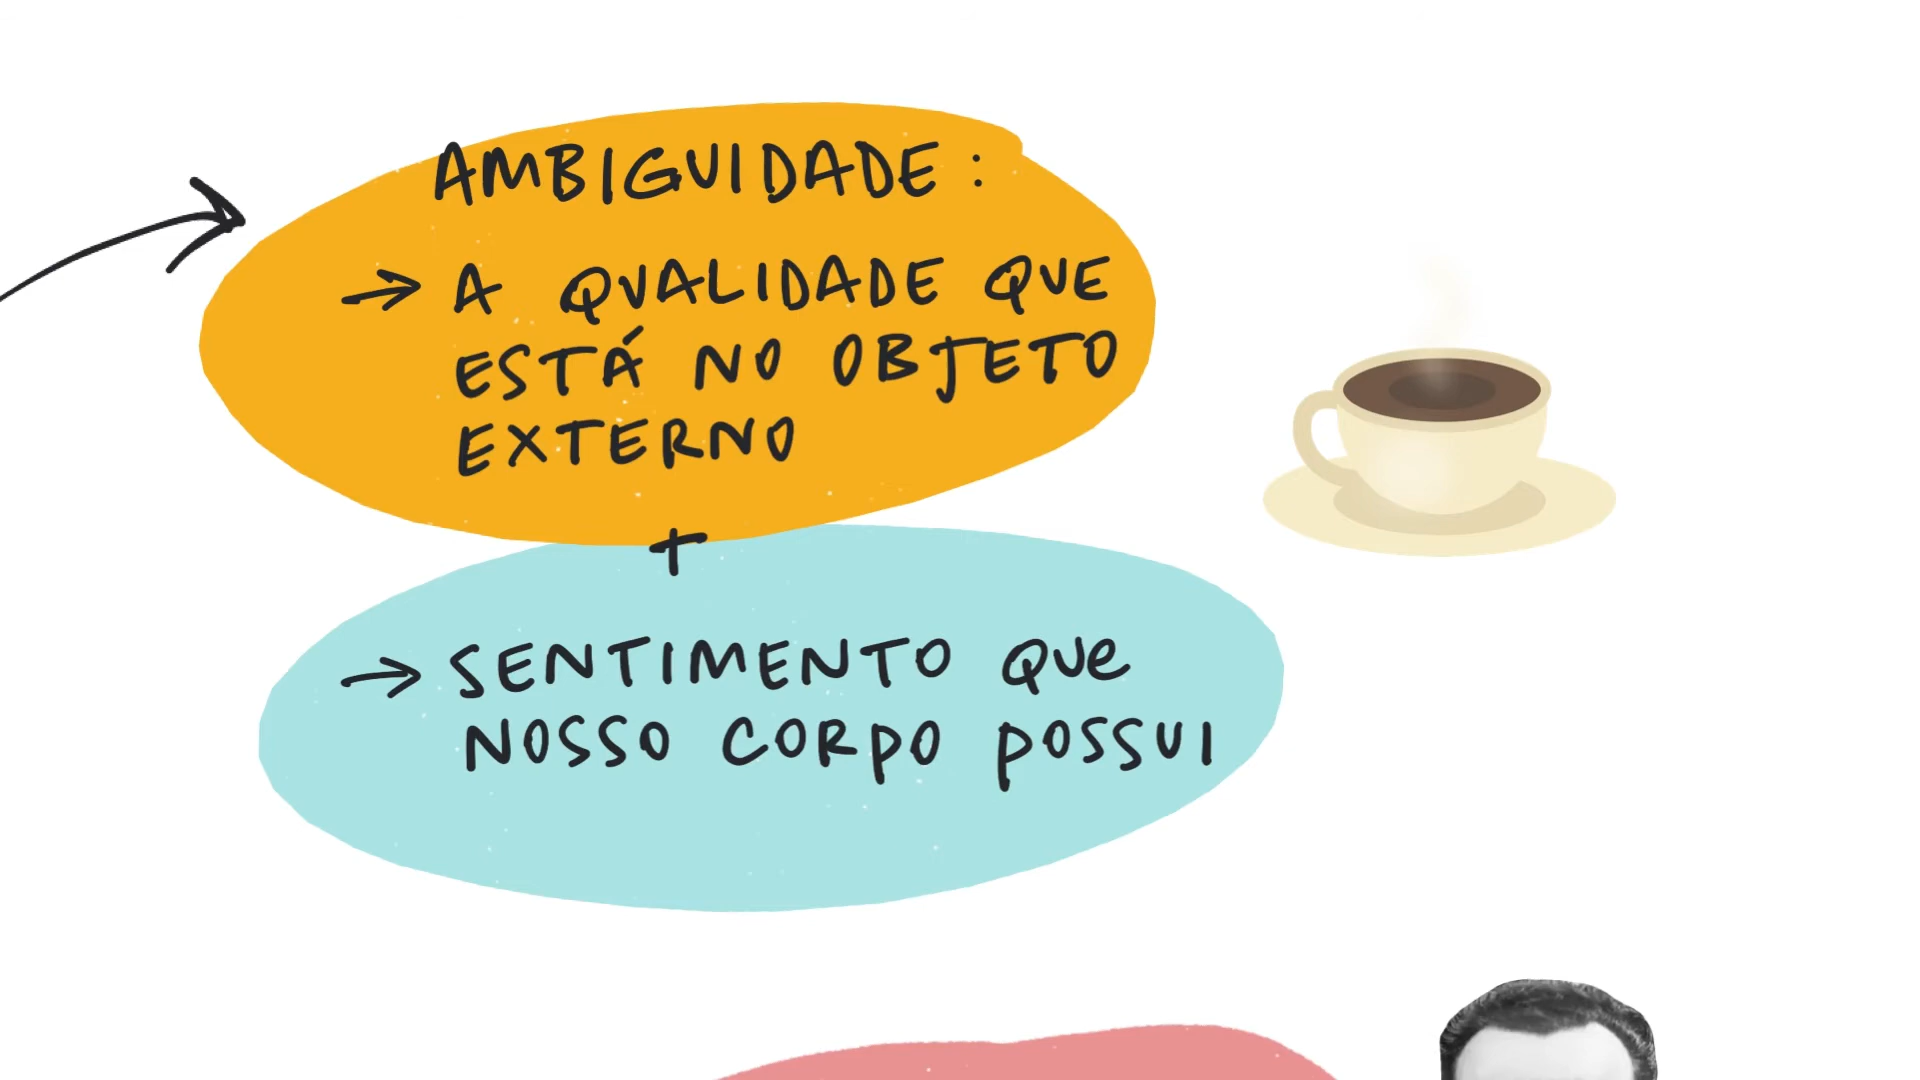 AMBIGUIDADE:
→ A QUALIDADE QUE
ESTÁ NO OBJETO
EXTERNO
+
→ SENTIMENTO QUe
NOSSO CORPO POSSUI